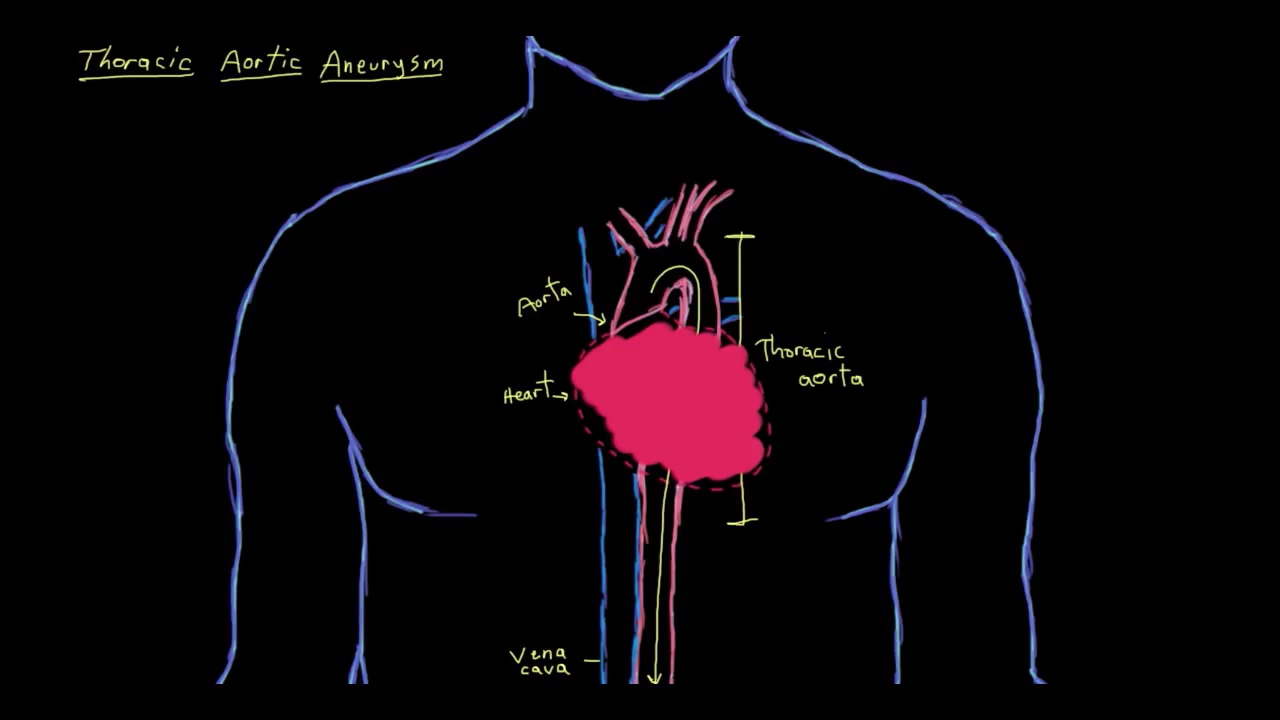 Thoracic Aortic Aneurysm
Aorta
Thoracic
aorta
Heart
Vena
cava